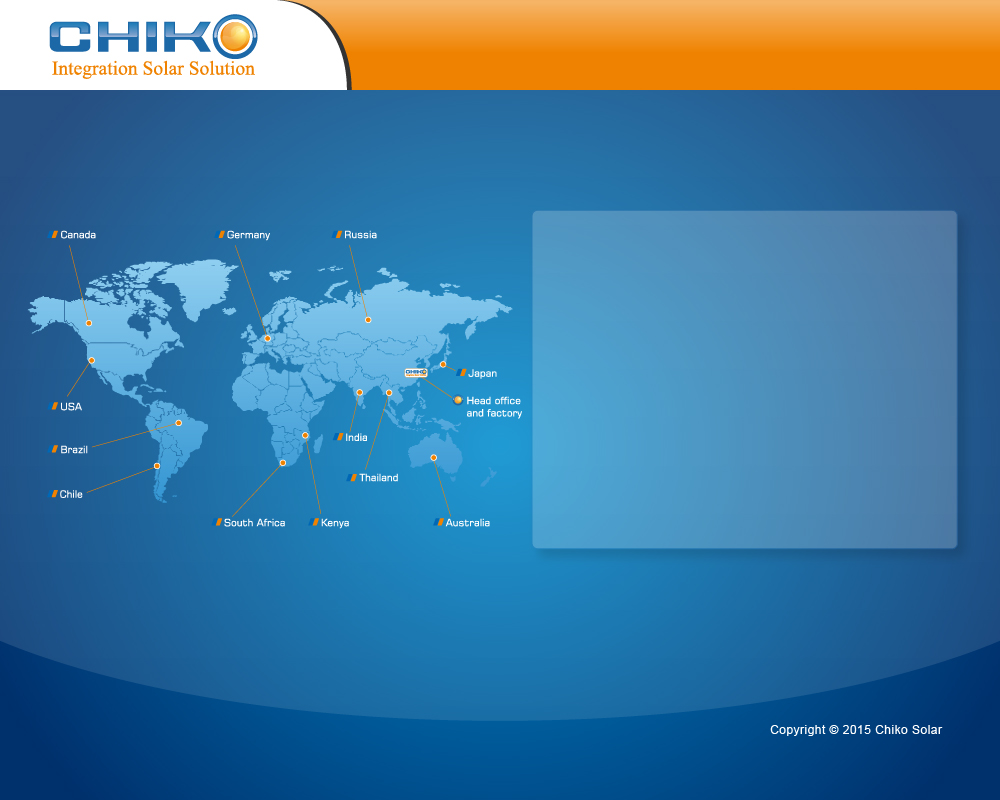 CHIKO
Integration Solar Solution
Canada
Germany
Russia
Japan
CHIKO
Head office
and factory
USA
India
Brazil
Thailand
Chile
South Africa
Kenya
Australia
Copyright © 2015 Chiko Solar